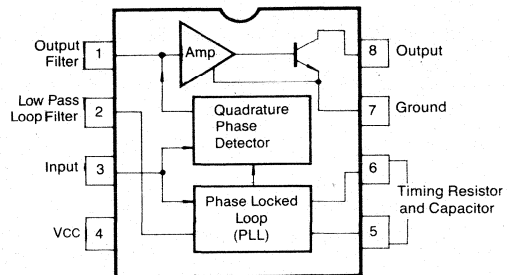 Output
Filter
1
Amp
8
Output
Low Pass
Loop Filter
2
Quadrature
Phase
Detector
7
Ground
Input
3
6
Timing Resistor
and Capacitor
VCC
4
Phase Locked
Loop
(PLL)
5